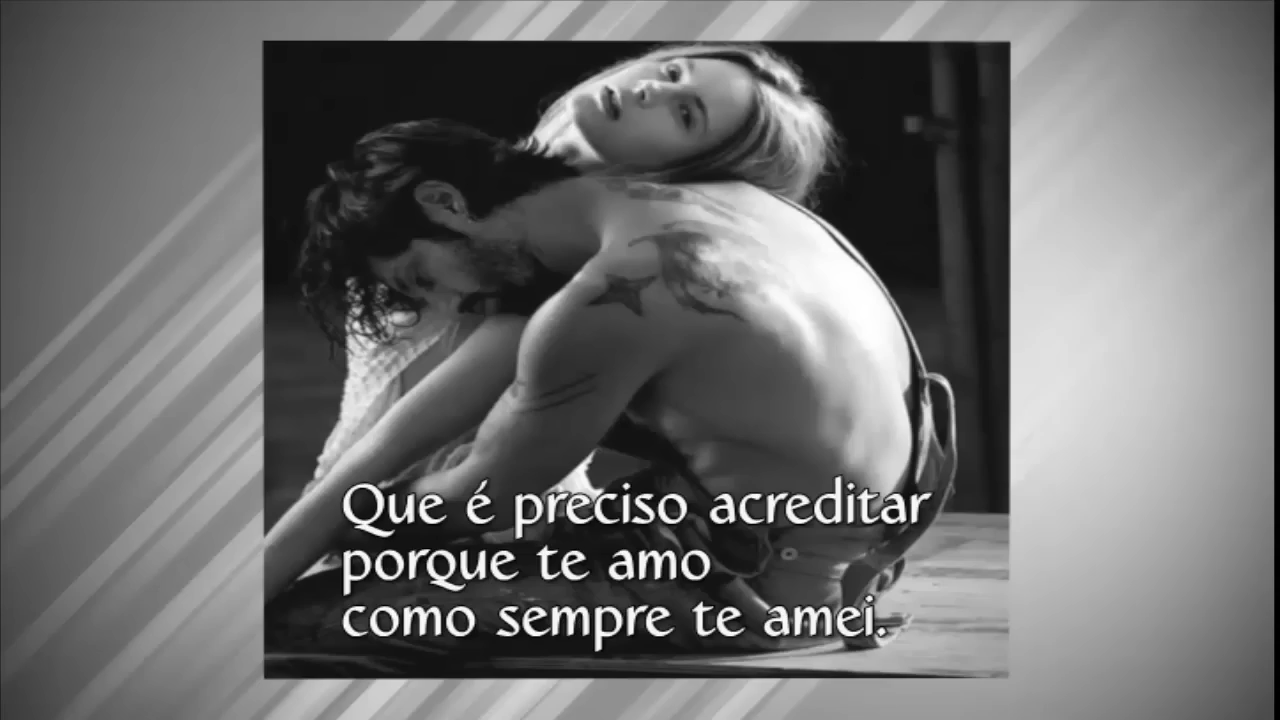 Que é preciso acreditar
porque te amo
como sempre te amei.